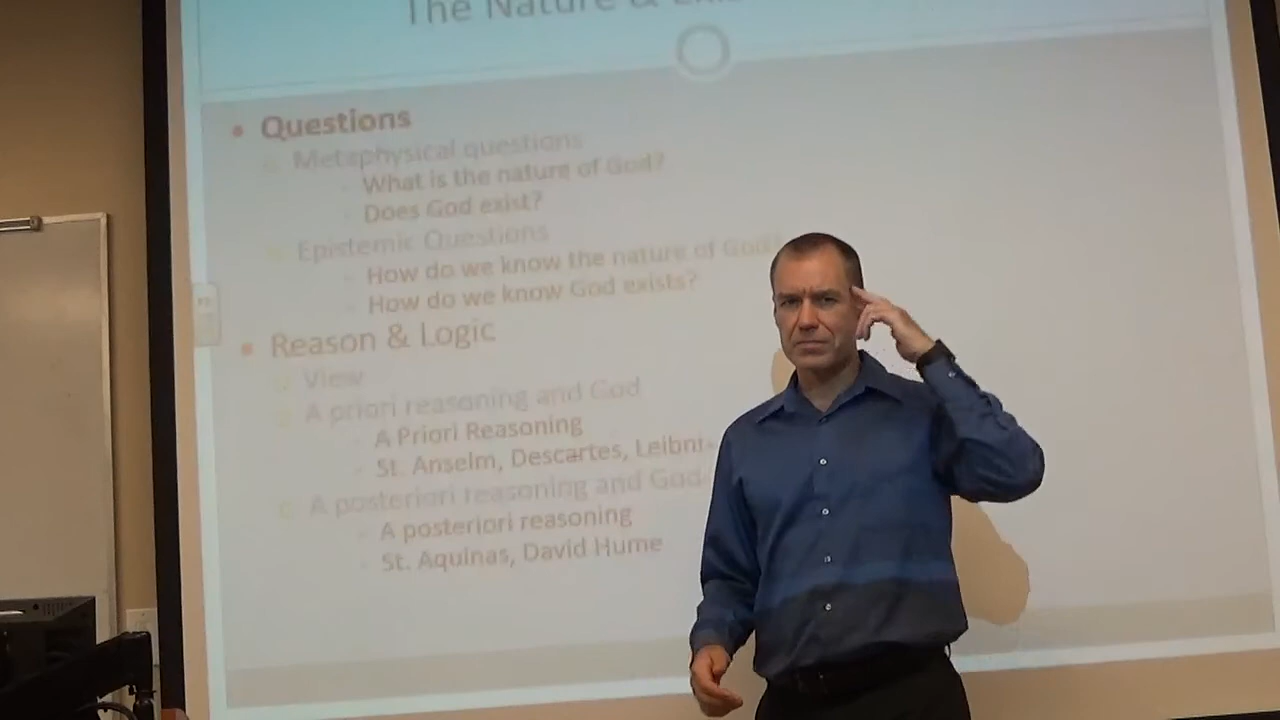 The Nature &
Questions
Metaphysical questions
What is the nature of God?
Does God exist?
Epistemic Questions
How do we know the nature of God?
How do we know God exists?
Reason & Logic
View
A priori reasoning and God
A Priori Reasoning
St. Anselm, Descartes,
A posteriori reasoning and God
A posteriori reasoning
St. Aquinas, David Hume